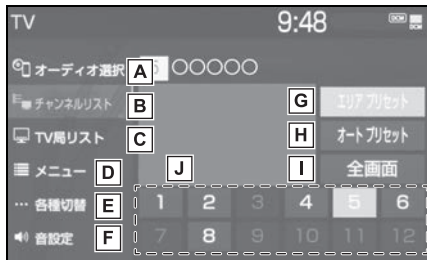 TV 9:48 DCM
オーディオ選択 A 5 ○○○○○
チャンネルリスト B G エリア プリセット
TV局リスト C H オート プリセット
メニュー D J I 全画面
各種切替 E 1 2 3 4 5 6
音設定 F 7 8 9 10 11 12